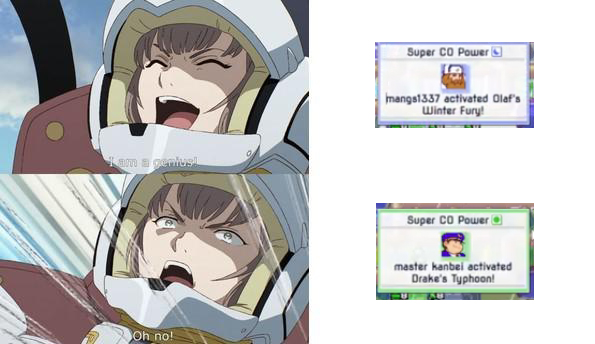 I am a genius!
Super CO Power
mangs1337 activated Olaf's
Winter Fury!
Oh no!
Super CO Power
master kanbei activated
Drake's Typhoon!